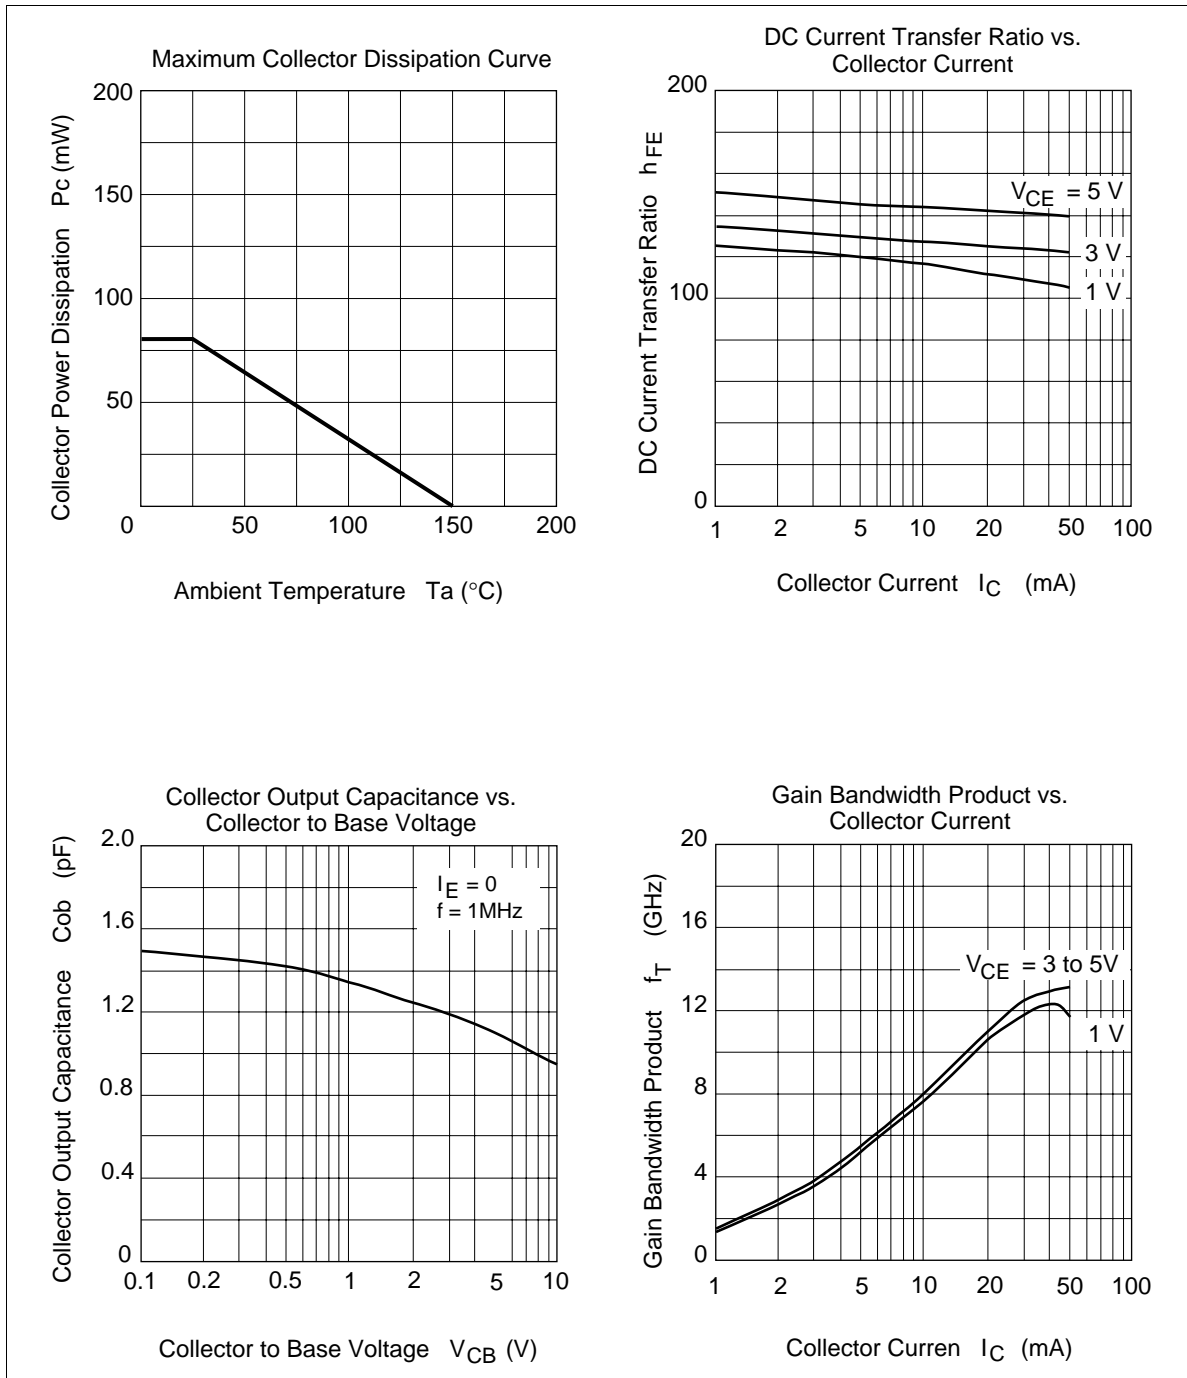 Maximum Collector Dissipation Curve
200
150
100
50
0
0 50 100 150 200
Collector Power Dissipation Pc (mW)
Ambient Temperature Ta (°C)
DC Current Transfer Ratio vs.
Collector Current
200
100
0
1 2 5 10 20 50 100
DC Current Transfer Ratio hFE
VCE = 5 V
3 V
1 V
Collector Current IC (mA)
Collector Output Capacitance vs.
Collector to Base Voltage
2.0
1.6
1.2
0.8
0.4
0
0.1 0.2 0.5 1 2 5 10
Collector Output Capacitance Cob (pF)
IE = 0
f = 1MHz
Collector to Base Voltage VCB (V)
Gain Bandwidth Product vs.
Collector Current
20
16
12
8
4
0
1 2 5 10 20 50 100
Gain Bandwidth Product fT (GHz)
VCE = 3 to 5V
1 V
Collector Curren IC (mA)